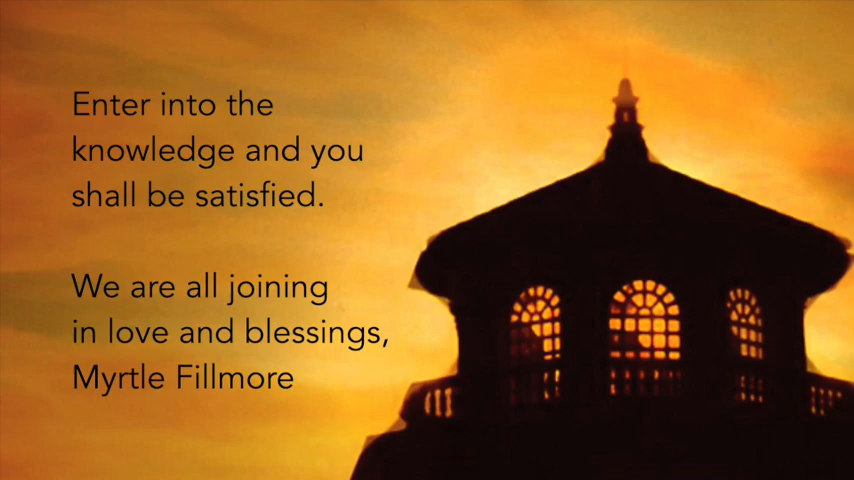 Enter into the
knowledge and you
shall be satisfied.
We are all joining
in love and blessings,
Myrtle Fillmore